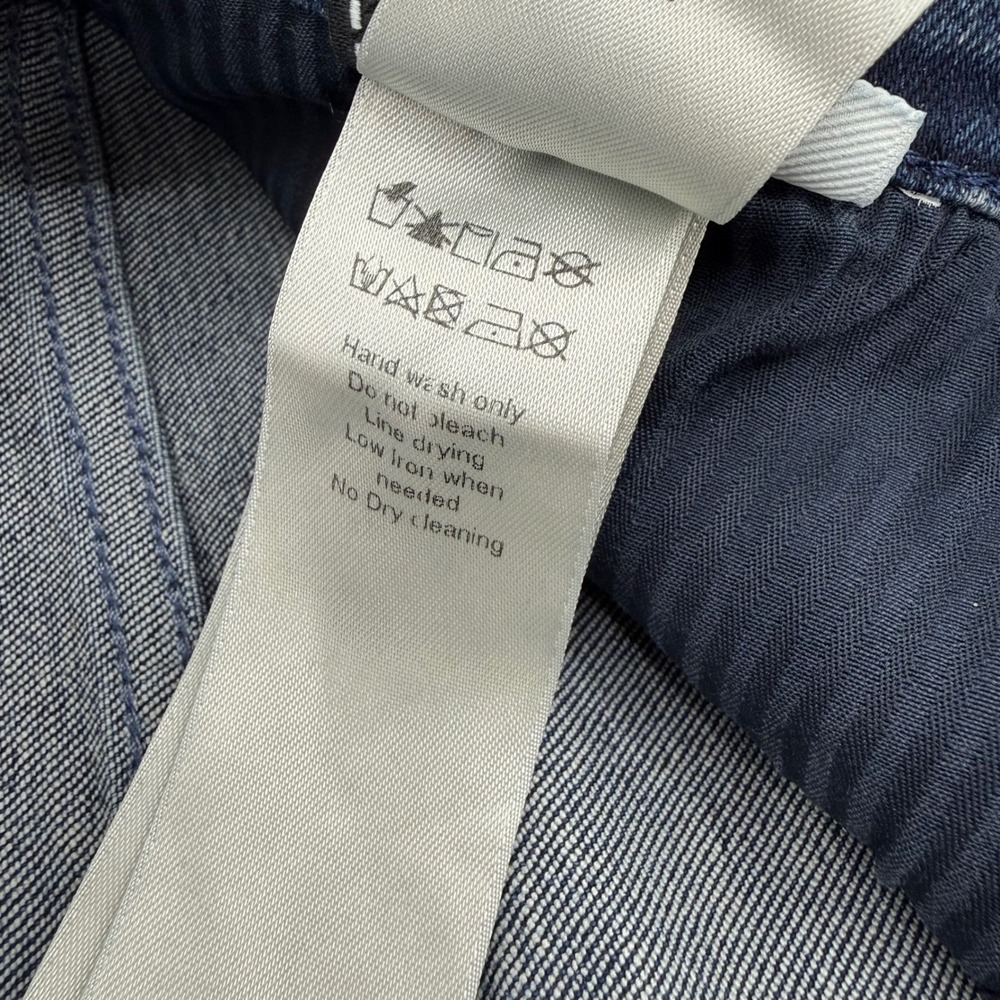 Hand wash only
Do not bleach
Line drying
Low Iron when
needed
No Dry cleaning